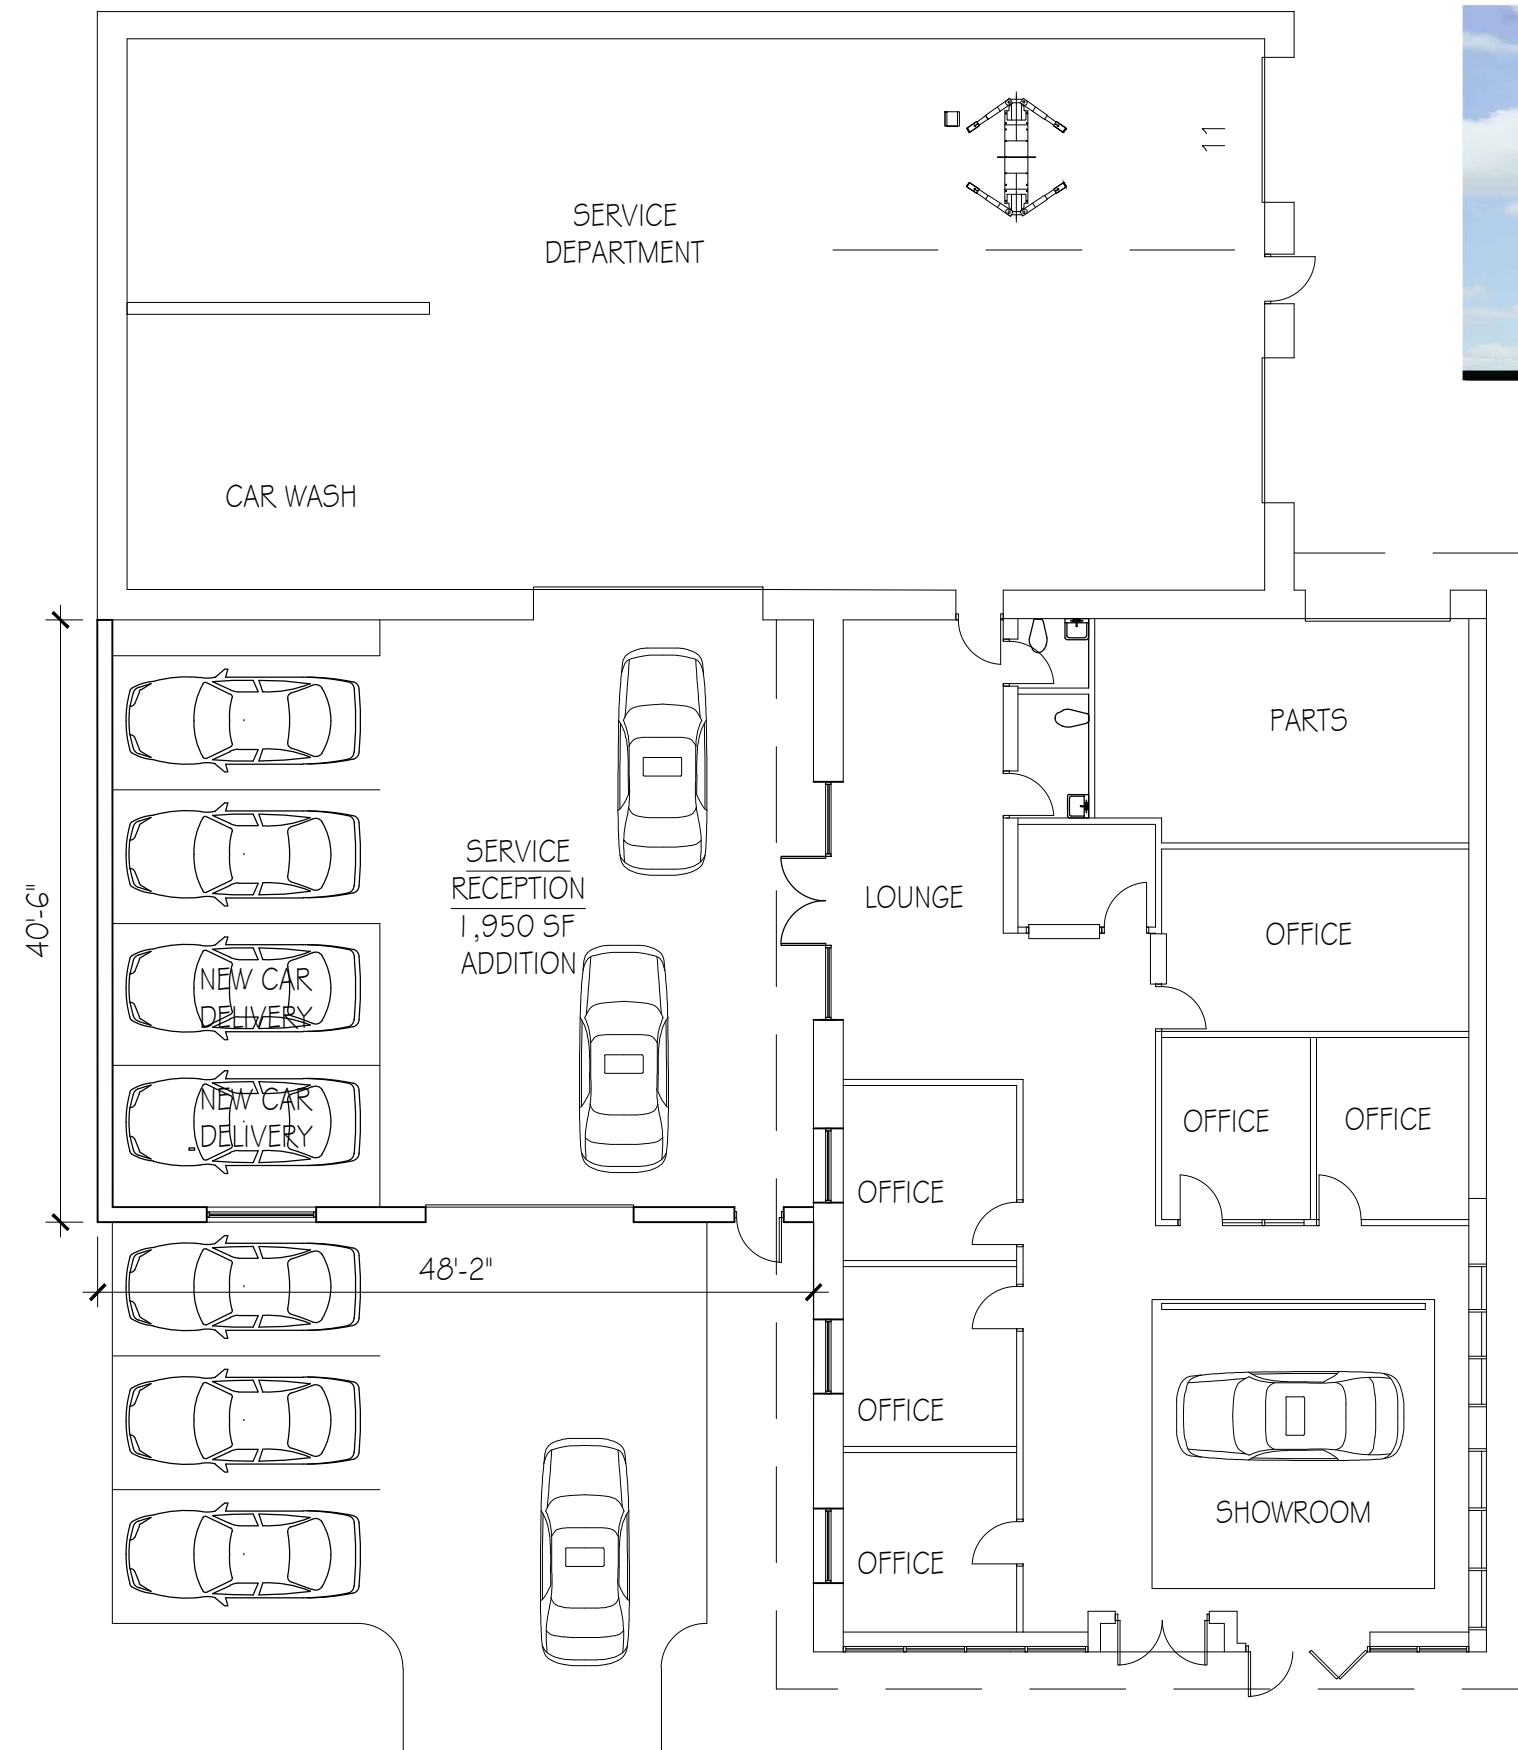 11
SERVICE
DEPARTMENT
CAR WASH
PARTS
SERVICE
RECEPTION
1,950 SF
ADDITION
LOUNGE
40'-6"
OFFICE
NEW CAR
DELIVERY
NEW CAR
DELIVERY
OFFICE
OFFICE
OFFICE
48'-2"
OFFICE
SHOWROOM
OFFICE